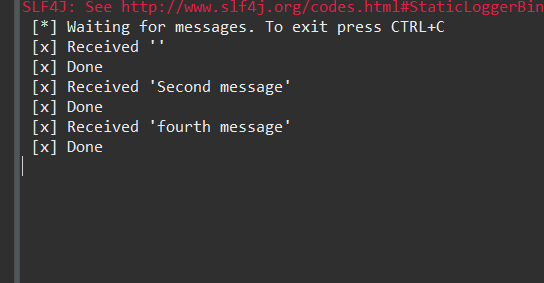 SLF4J: See http://www.slf4j.org/codes.html#StaticLoggerBin
[*] Waiting for messages. To exit press CTRL+C
[x] Received ''
[x] Done
[x] Received 'Second message'
[x] Done
[x] Received 'fourth message'
[x] Done